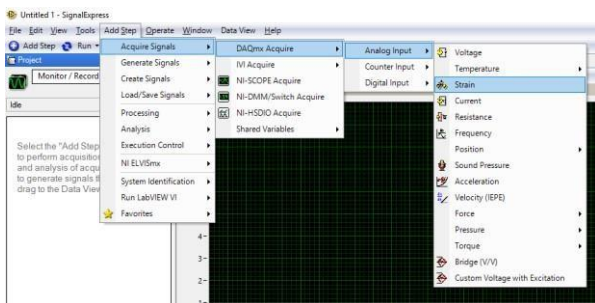 Untitled 1 - SignalExpress
File Edit View Tools Add Step Operate Window Data View Help
Add Step Run
Project
Monitor / Record
Idle
Select the "Add Step
to perform acquisition
and analysis of acqu
to generate signals t
drag to the Data View
Acquire Signals
Generate Signals
Create Signals
Load/Save Signals
Processing
Analysis
Execution Control
NI ELVISmx
System Identification
Run LabVIEW VI
Favorites
DAQmx Acquire
IVI Acquire
NI-SCOPE Acquire
NI-DMM/Switch Acquire
NI-HSDIO Acquire
Shared Variables
Analog Input
Counter Input
Digital Input
Voltage
Temperature
Strain
Current
Resistance
Frequency
Position
Sound Pressure
Acceleration
Velocity (IEPE)
Force
Pressure
Torque
Bridge (V/V)
Custom Voltage with Excitation
4-
3-
2-